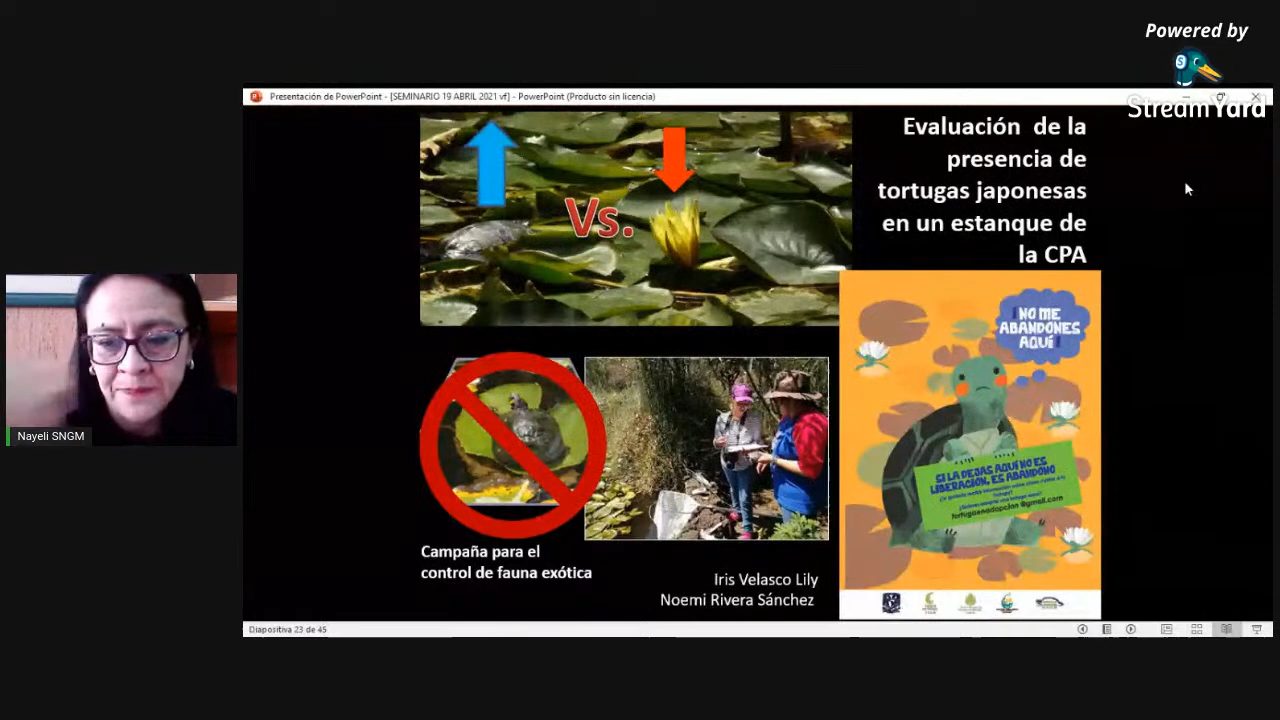 Powered by
StreamYard
Presentación de PowerPoint - [SEMINARIO 19 ABRIL 2021 vf] - PowerPoint (Producto sin licencia)
Vs.
Evaluación de la
presencia de
tortugas japonesas
en un estanque de
la CPA
¡NO ME
ABANDONES
AQUÍ!
SI LA DEJAS AQUÍ NO ES
LIBERACIÓN, ES ABANDONO
tortugaenadopcion@gmail.com
Campaña para el
control de fauna exótica
Iris Velasco Lily
Noemi Rivera Sánchez
Nayeli SNGM
Diapositiva 23 de 45